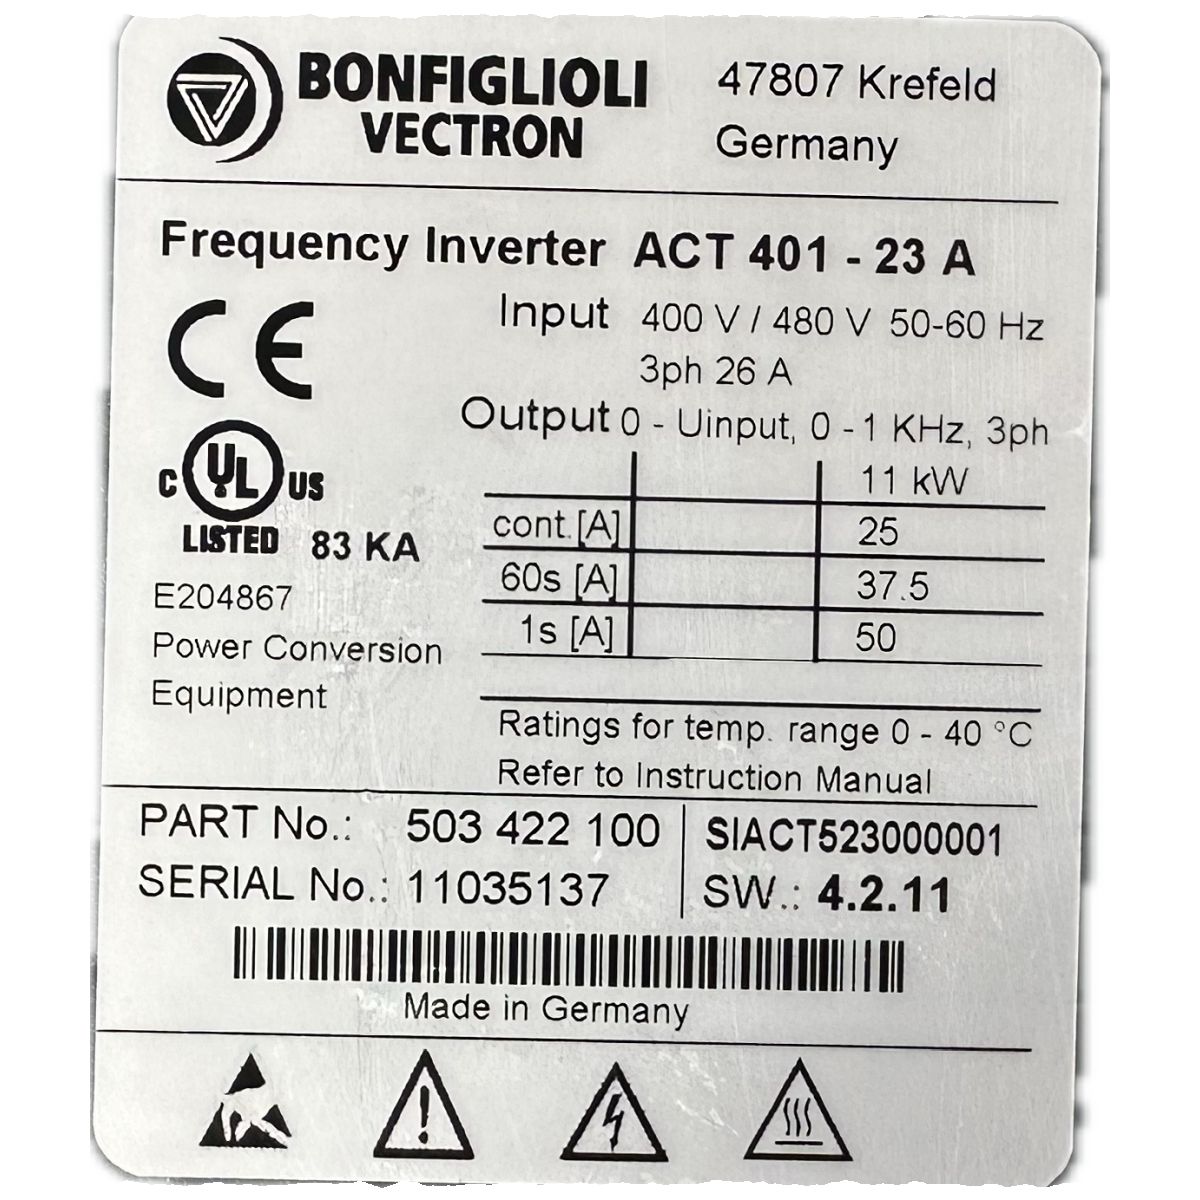 BONFIGLIOLI
VECTRON
47807 Krefeld
Germany
Frequency Inverter ACT 401 - 23 A
Input 400 V / 480 V 50-60 Hz
3ph 26 A
Output 0 - Uinput, 0 - 1 KHz, 3ph
11 kW
cont.[A] 25
60s [A] 37.5
1s [A] 50
CE
C UL US
LISTED 83 KA
E204867
Power Conversion
Equipment
Ratings for temp. range 0 - 40 °C
Refer to Instruction Manual
PART No.: 503 422 100
SERIAL No.: 11035137
SIACT523000001
SW.: 4.2.11
Made in Germany